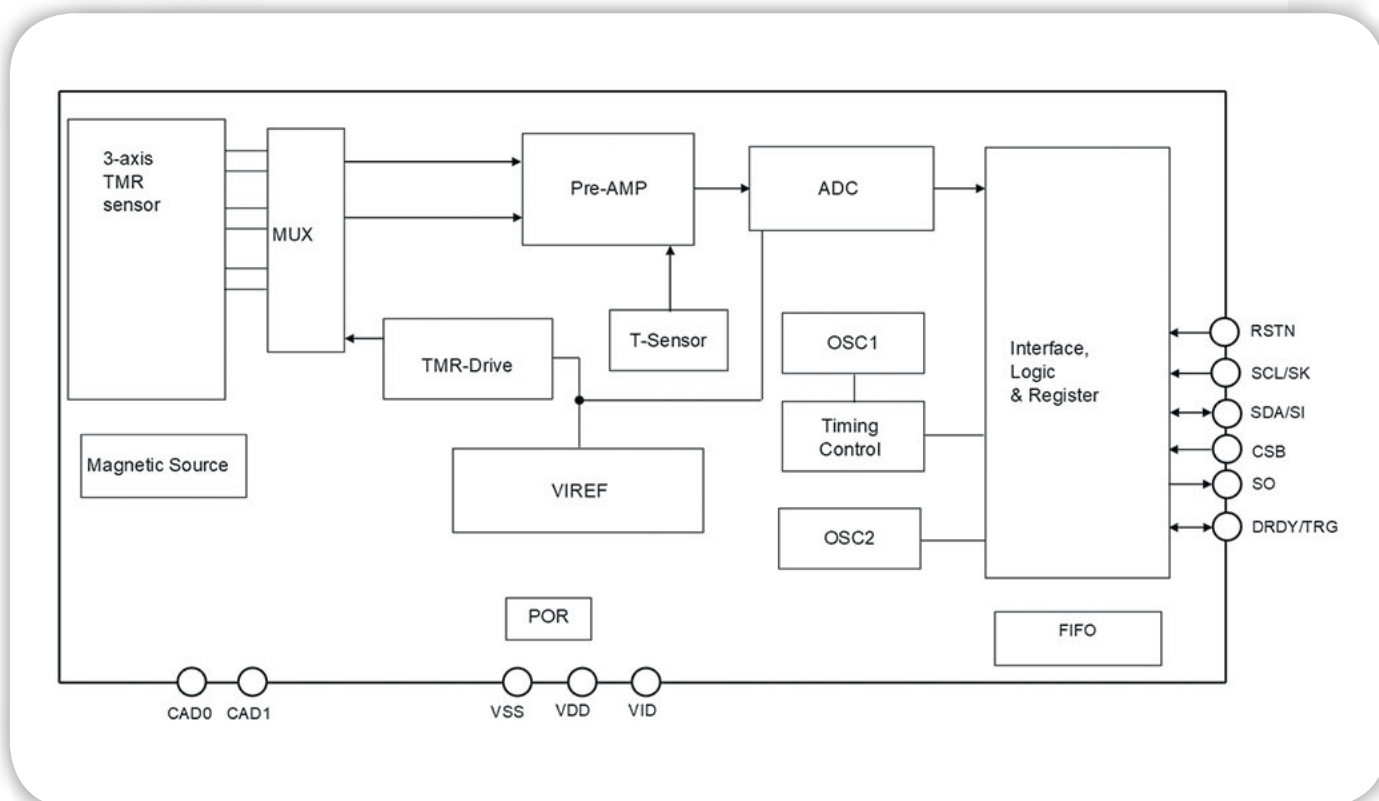 3-axis
TMR
sensor
MUX
Pre-AMP
ADC
T-Sensor
TMR-Drive
OSC1
Interface,
Logic
& Register
Timing
Control
Magnetic Source
VIREF
OSC2
POR
FIFO
RSTN
SCL/SK
SDA/SI
CSB
SO
DRDY/TRG
CAD0
CAD1
VSS
VDD
VID